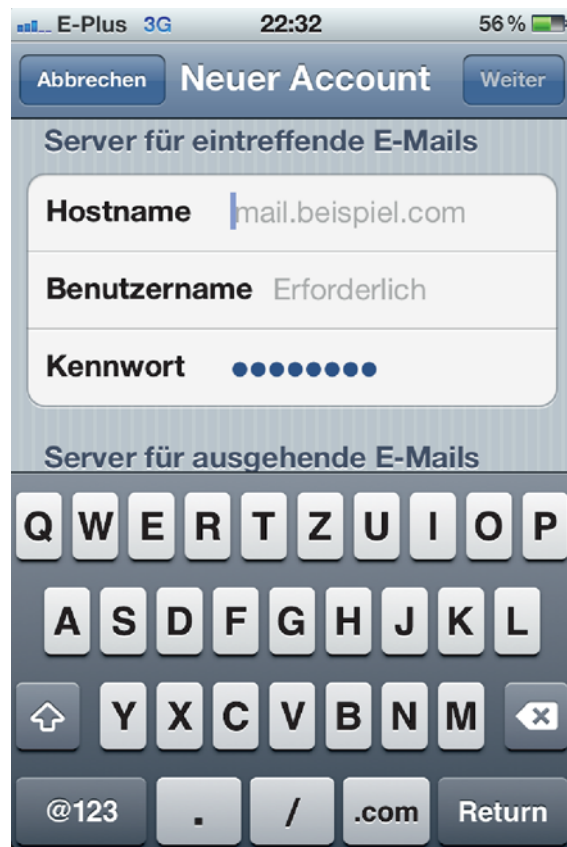 E-Plus 3G 22:32 56 %
Abbrechen Neuer Account Weiter
Server für eintreffende E-Mails
Hostname mail.beispiel.com
Benutzername Erforderlich
Kennwort ●●●●●●●●
Server für ausgehende E-Mails
Q W E R T Z U I O P
A S D F G H J K L
Y X C V B N M
@123 . / .com Return